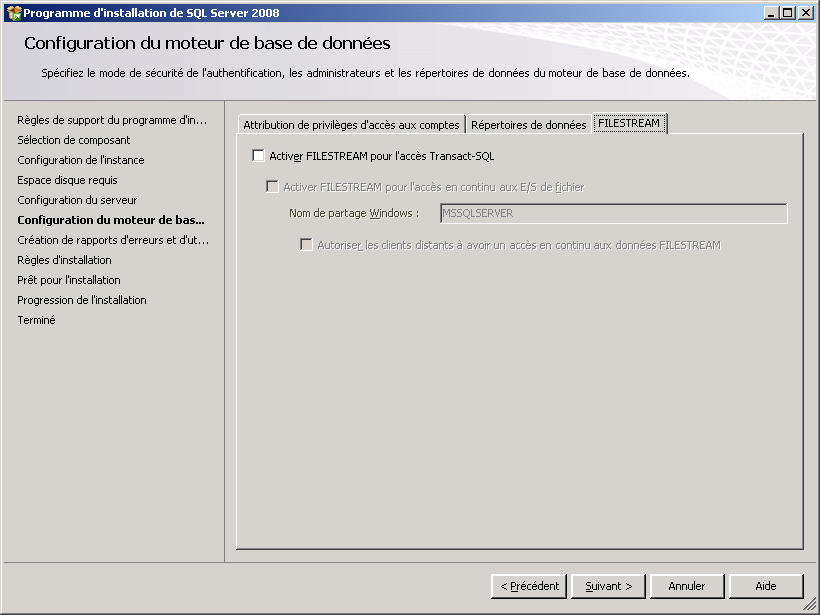 Programme d'installation de SQL Server 2008
Configuration du moteur de base de données
Spécifiez le mode de sécurité de l'authentification, les administrateurs et les répertoires de données du moteur de base de données.
Règles de support du programme d'in...
Sélection de composant
Configuration de l'instance
Espace disque requis
Configuration du serveur
Configuration du moteur de bas...
Création de rapports d'erreurs et d'ut...
Règles d'installation
Prêt pour l'installation
Progression de l'installation
Terminé
Attribution de privilèges d'accès aux comptes Répertoires de données FILESTREAM
Activer FILESTREAM pour l'accès Transact-SQL
Activer FILESTREAM pour l'accès en continu aux E/S de fichier
Nom de partage Windows : MSSQLSERVER
Autoriser les clients distants à avoir un accès en continu aux données FILESTREAM
< Précédent Suivant > Annuler Aide